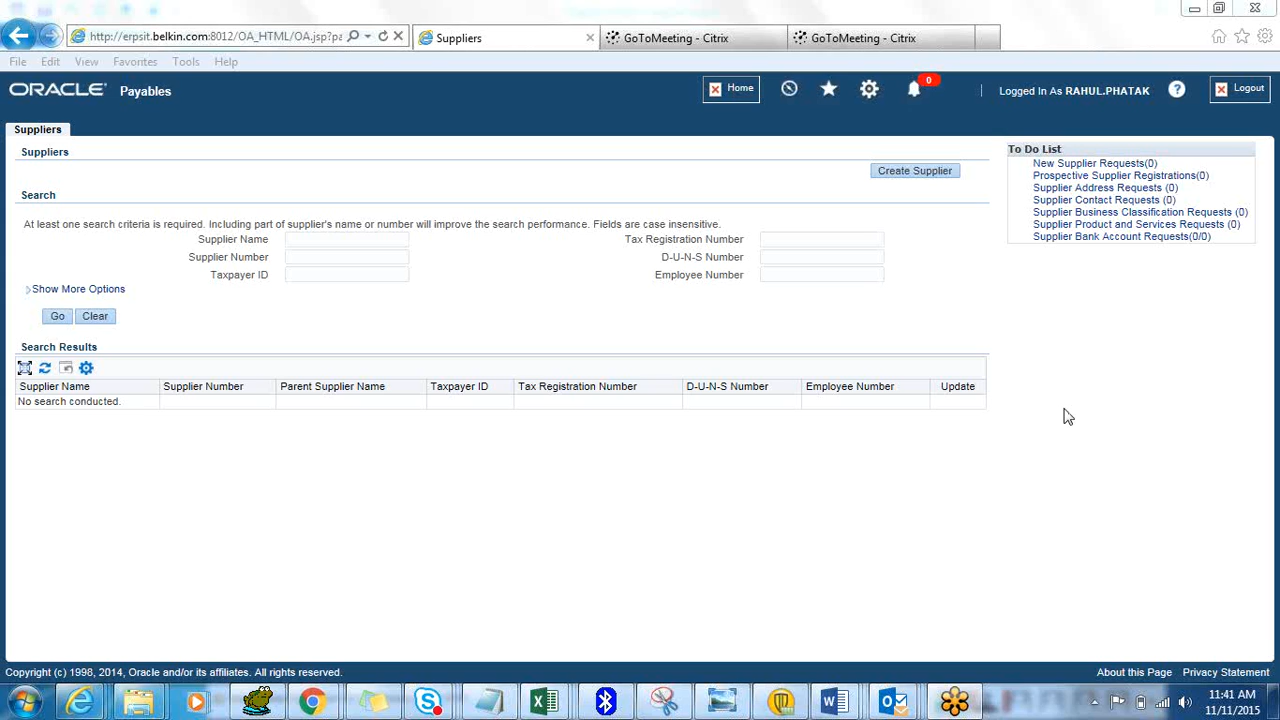 http://erpsit.belkin.com:8012/OA_HTML/OA.jsp?pa
Suppliers
GoToMeeting - Citrix
GoToMeeting - Citrix
File Edit View Favorites Tools Help
ORACLE Payables
Home
0
Logged In As RAHUL.PHATAK
?
Logout
Suppliers
Suppliers
Create Supplier
Search
At least one search criteria is required. Including part of supplier's name or number will improve the search performance. Fields are case insensitive.
Supplier Name
Tax Registration Number
Supplier Number
D-U-N-S Number
Taxpayer ID
Employee Number
Show More Options
Go Clear
Search Results
Supplier Name Supplier Number Parent Supplier Name Taxpayer ID Tax Registration Number D-U-N-S Number Employee Number Update
No search conducted.
To Do List
New Supplier Requests(0)
Prospective Supplier Registrations(0)
Supplier Address Requests (0)
Supplier Contact Requests (0)
Supplier Business Classification Requests (0)
Supplier Product and Services Requests (0)
Supplier Bank Account Requests(0/0)
Copyright (c) 1998, 2014, Oracle and/or its affiliates. All rights reserved.
About this Page Privacy Statement
11:41 AM
11/11/2015